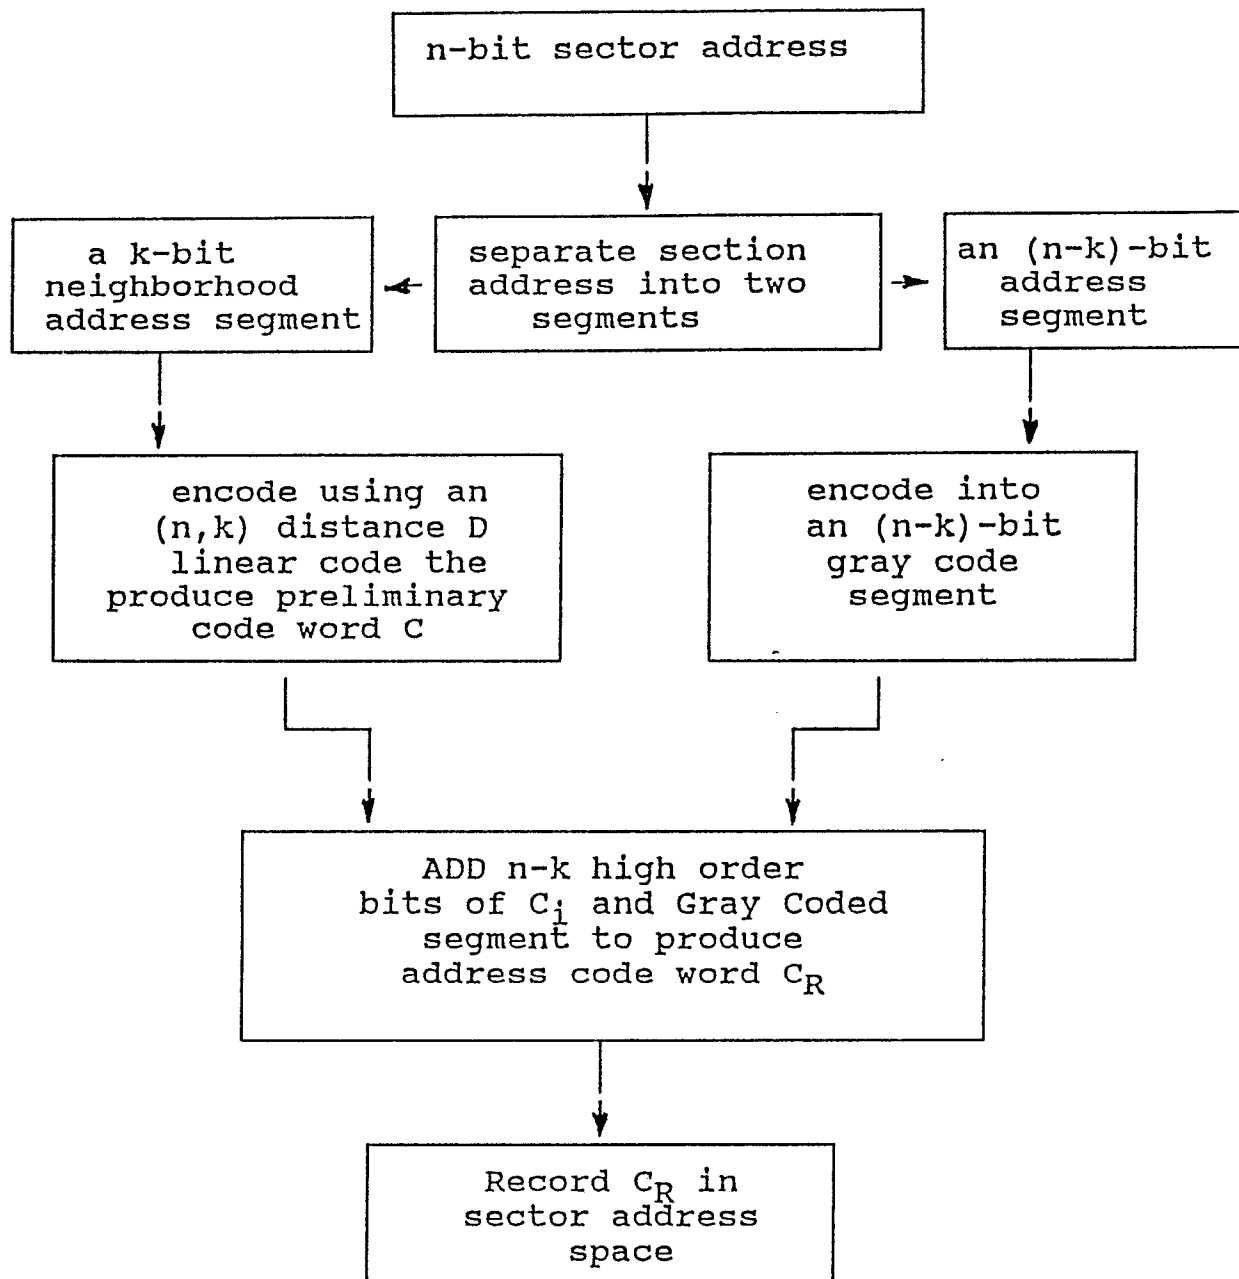 n-bit sector address
a k-bit
neighborhood
address segment
separate section
address into two
segments
an (n-k)-bit
address
segment
encode using an
(n,k) distance D
linear code the
produce preliminary
code word C
encode into
an (n-k)-bit
gray code
segment
ADD n-k high order
bits of Ci and Gray Coded
segment to produce
address code word CR
Record CR in
sector address
space